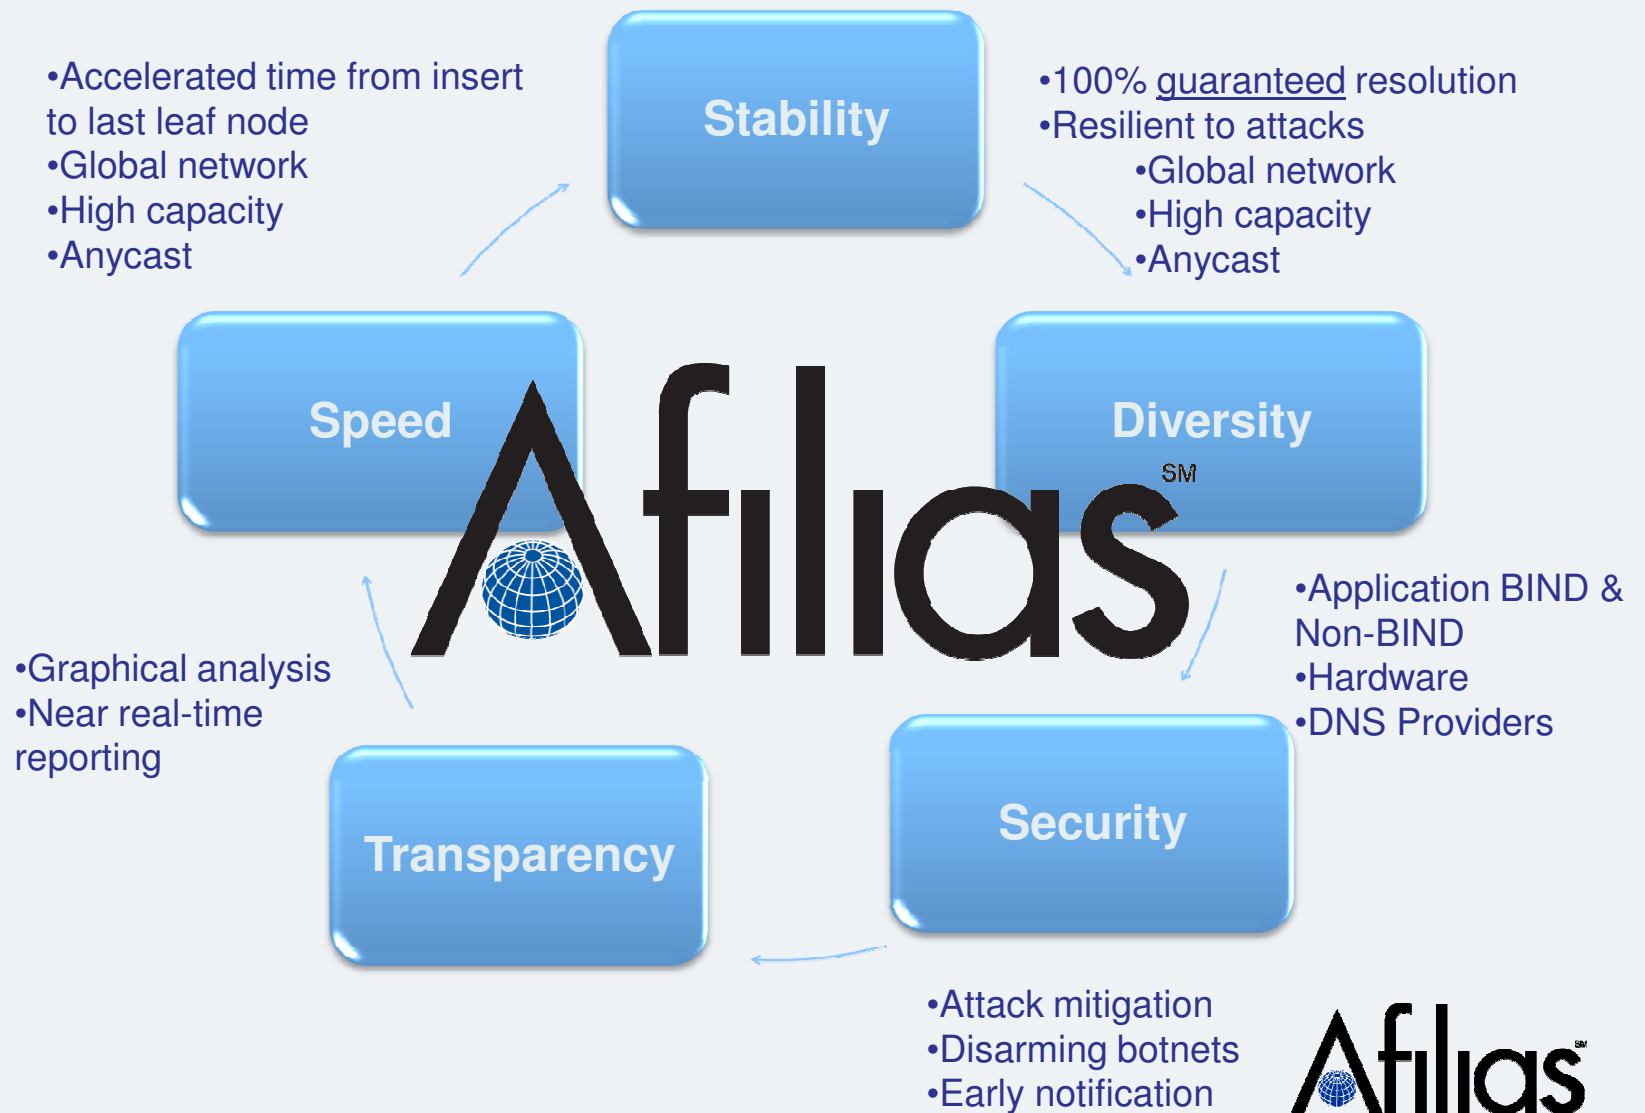 Stability
•100% guaranteed resolution
•Resilient to attacks
•Global network
•High capacity
•Anycast
Diversity
•Application BIND &
Non-BIND
•Hardware
•DNS Providers
Security
•Attack mitigation
•Disarming botnets
•Early notification
Transparency
•Graphical analysis
•Near real-time
reporting
Speed
•Accelerated time from insert
to last leaf node
•Global network
•High capacity
•Anycast
Afilias SM
Afilias SM